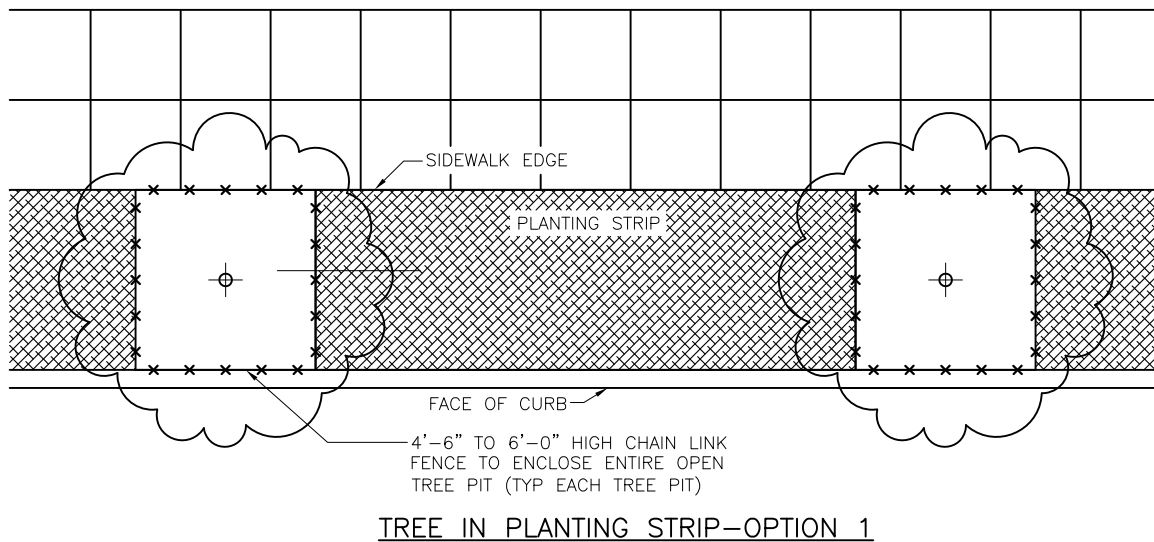 SIDEWALK EDGE
PLANTING STRIP
FACE OF CURB
4'-6" TO 6'-0" HIGH CHAIN LINK
FENCE TO ENCLOSE ENTIRE OPEN
TREE PIT (TYP EACH TREE PIT)
TREE IN PLANTING STRIP-OPTION 1